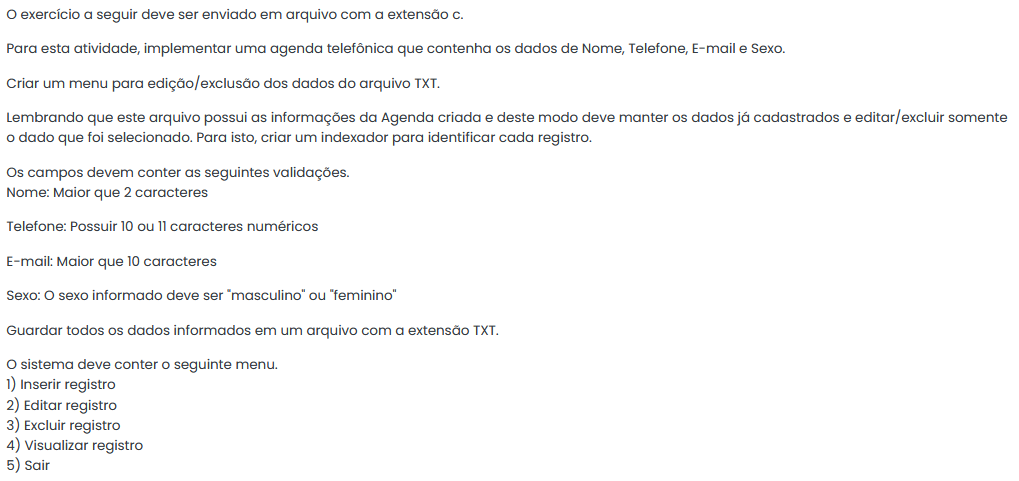 O exercício a seguir deve ser enviado em arquivo com a extensão c.
Para esta atividade, implementar uma agenda telefônica que contenha os dados de Nome, Telefone, E-mail e Sexo.
Criar um menu para edição/exclusão dos dados do arquivo TXT.
Lembrando que este arquivo possui as informações da Agenda criada e deste modo deve manter os dados já cadastrados e editar/excluir somente
o dado que foi selecionado. Para isto, criar um indexador para identificar cada registro.
Os campos devem conter as seguintes validações.
Nome: Maior que 2 caracteres
Telefone: Possuir 10 ou 11 caracteres numéricos
E-mail: Maior que 10 caracteres
Sexo: O sexo informado deve ser "masculino" ou "feminino"
Guardar todos os dados informados em um arquivo com a extensão TXT.
O sistema deve conter o seguinte menu.
1) Inserir registro
2) Editar registro
3) Excluir registro
4) Visualizar registro
5) Sair